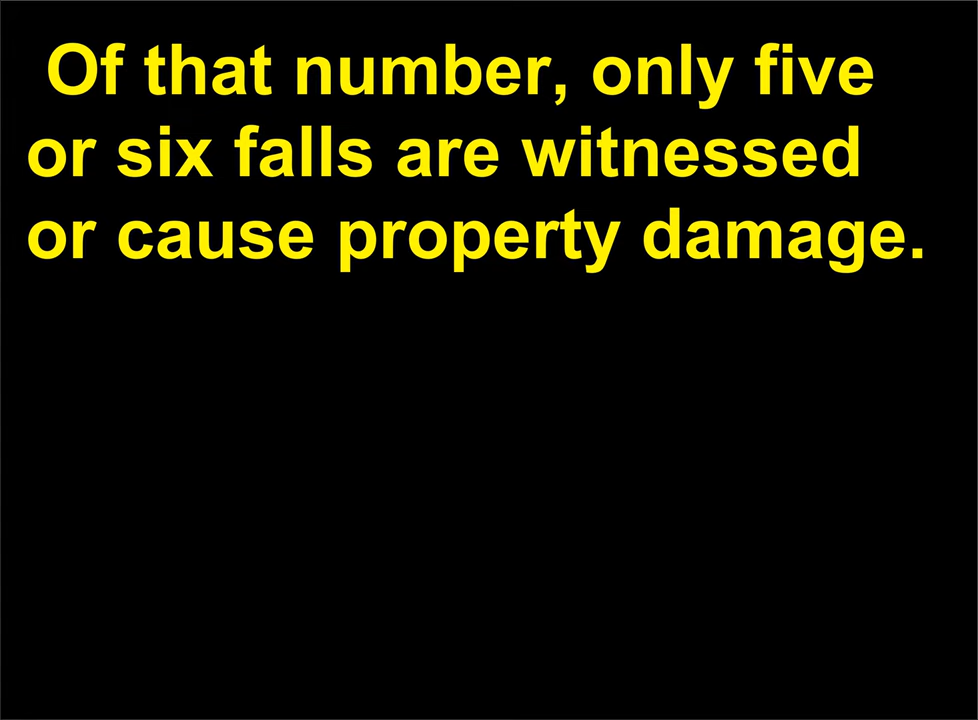 Of that number, only five
or six falls are witnessed
or cause property damage.